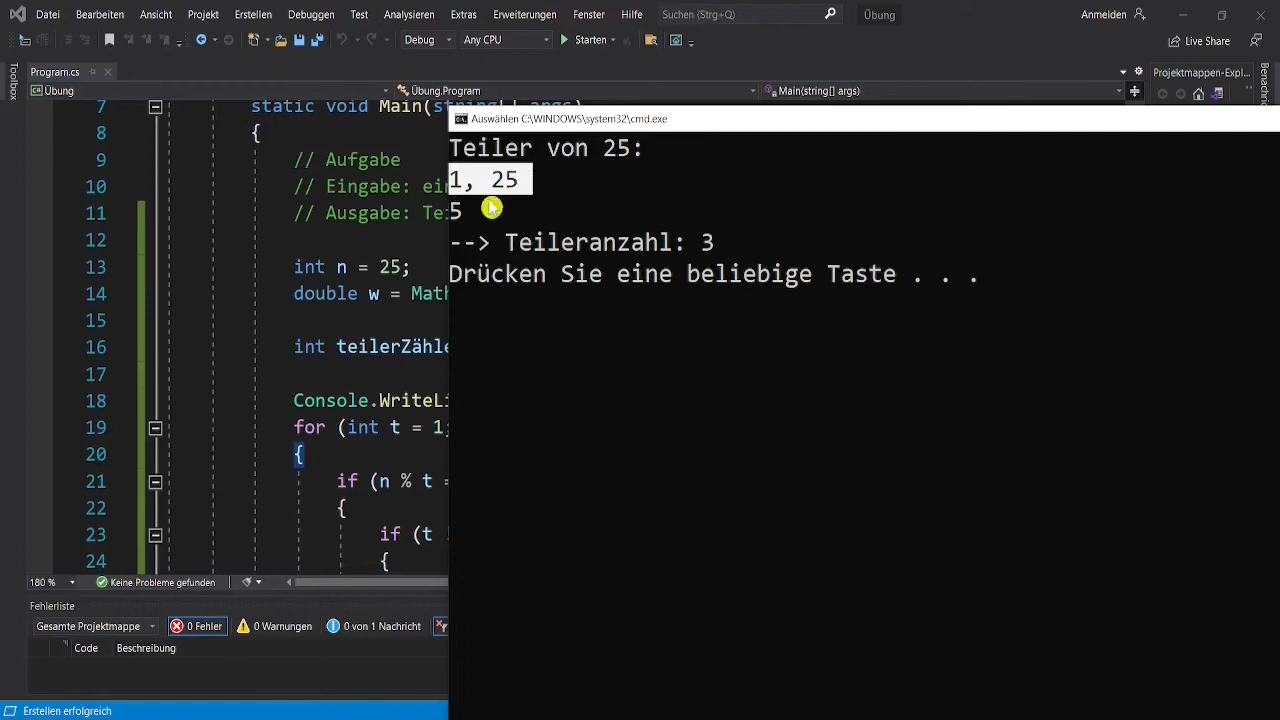 Datei Bearbeiten Ansicht Projekt Erstellen Debuggen Test Analysieren Extras Erweiterungen Fenster Hilfe Suchen (Strg+Q) Übung Anmelden
Debug Any CPU Starten Live Share
Toolbox
Program.cs
Projektmappen-Expl...
Übung Übung.Program Main(string[] args)
7 static void Main(string[] args)
8 {
9 // Aufgabe
10 // Eingabe: ein
11 // Ausgabe: Tei
12
13 int n = 25;
14 double w = Math
15
16 int teilerZähle
17
18 Console.WriteLi
19 for (int t = 1;
20 {
21 if (n % t =
22 {
23 if (t
24 {
Auswählen C:\WINDOWS\system32\cmd.exe
Teiler von 25:
1, 25
5
--> Teileranzahl: 3
Drücken Sie eine beliebige Taste . . .
180 % Keine Probleme gefunden
Fehlerliste
Gesamte Projektmappe 0 Fehler 0 Warnungen 0 von 1 Nachricht
Code Beschreibung
Erstellen erfolgreich